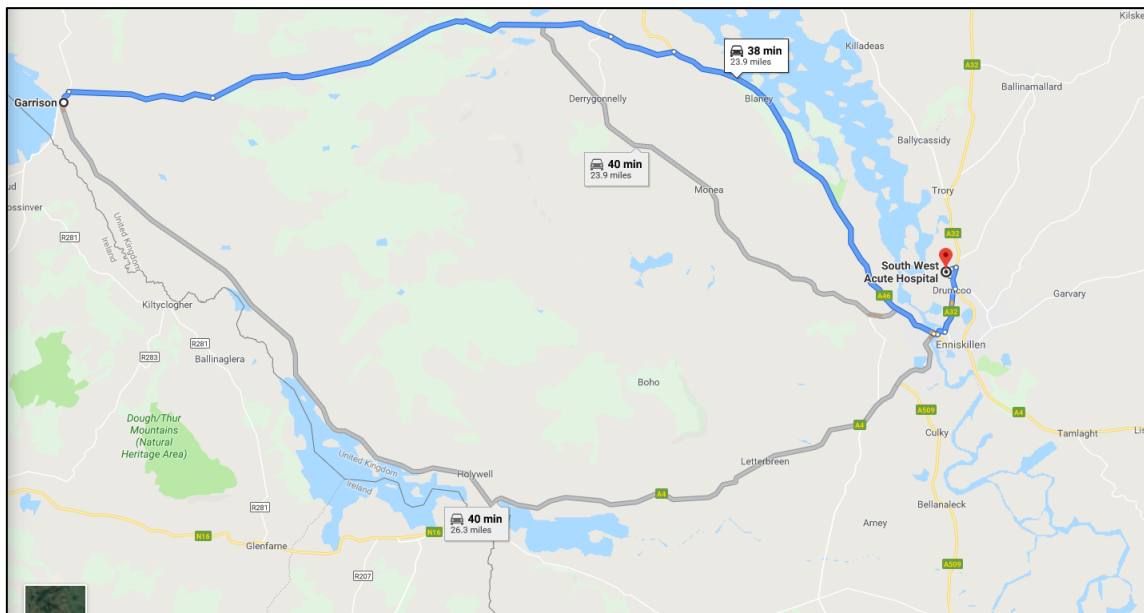 Kilske
Killadeas
A32
38 min
23.9 miles
Ballinamallard
Garrison
Derrygonnelly
Blaney
Ballycassidy
40 min
23.9 miles
Monea
Trory
ud
ossinver
R281
United Kingdom
Ireland
A32
South West
Acute Hospital
Drumcoo
Garvary
Kiltyclogher
A46
A32
R281
R283
Ballinaglera
Enniskillen
Boho
Dough/Thur
Mountains
(Natural
Heritage Area)
A509
A4
A4
Culky
Tamlaght
Lis
United Kingdom
Ireland
Holywell
Letterbreen
A4
R281
40 min
26.3 miles
Bellanaleck
Arney
N16
N16
Glenfarne
R207
A509